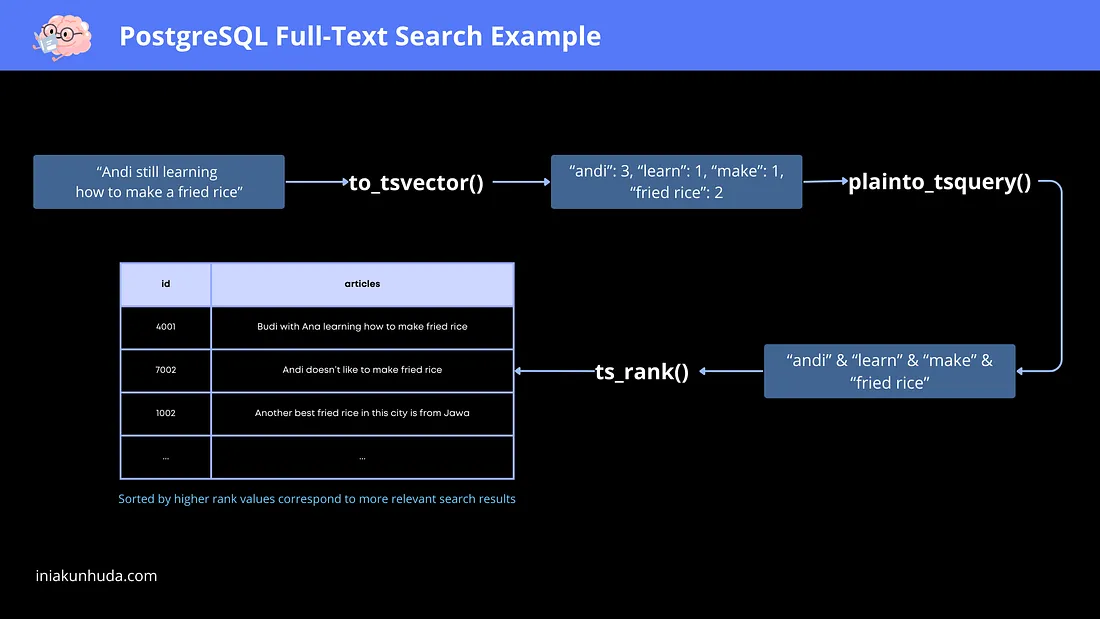 PostgreSQL Full-Text Search Example
“Andi still learning
how to make a fried rice”
to_tsvector()
“andi”: 3, “learn”: 1, “make”: 1,
“fried rice”: 2
plainto_tsquery()
“andi” & “learn” & “make” &
“fried rice”
ts_rank()
id articles
4001 Budi with Ana learning how to make fried rice
7002 Andi doesn't like to make fried rice
1002 Another best fried rice in this city is from Jawa
... ...
Sorted by higher rank values correspond to more relevant search results
iniakunhuda.com